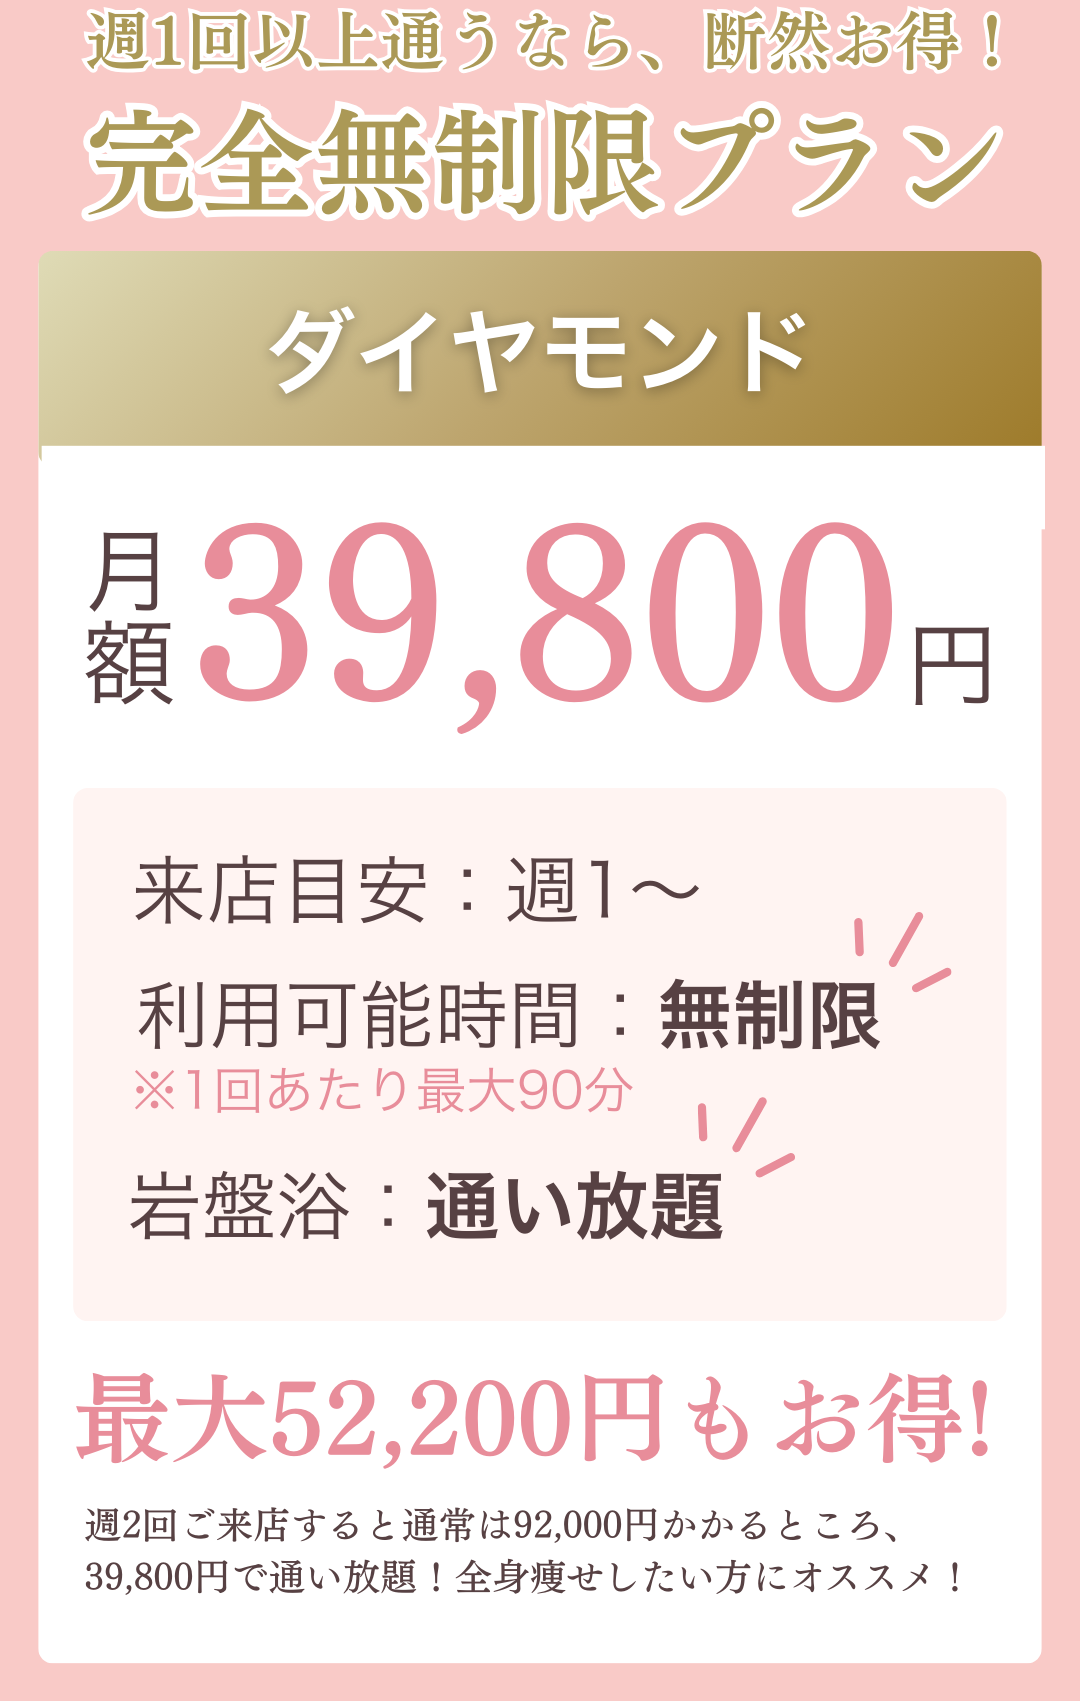 週1回以上通うなら、断然お得！
完全無制限プラン
ダイヤモンド
月額 39,800円
来店目安：週1〜
利用可能時間：無制限
※1回あたり最大90分
岩盤浴：通い放題
最大52,200円もお得!
週2回ご来店すると通常は92,000円かかるところ、
39,800円で通い放題！全身痩せしたい方にオススメ！